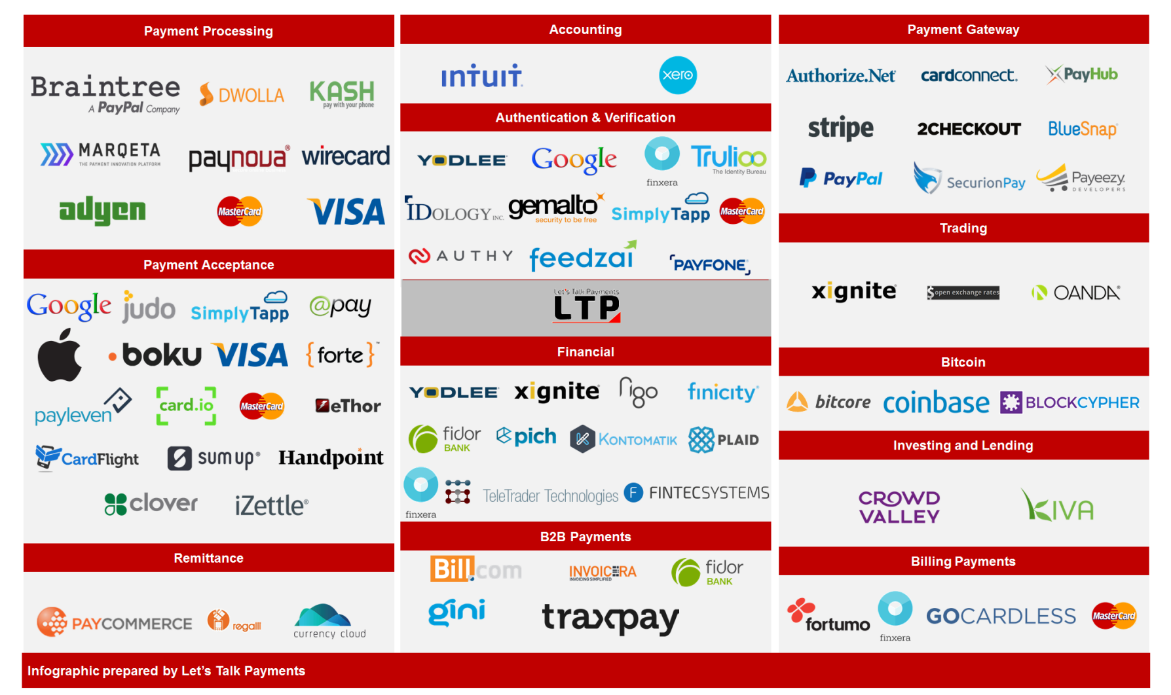 Payment Processing
Braintree
A PayPal Company
DWOLLA
KASH
pay with your phone
MARQETA
THE PAYMENT INNOVATION PLATFORM
paynova
wirecard
adyen
MasterCard
VISA
Payment Acceptance
Google
judo
SimplyTapp
@pay
boku
VISA
{forte}
payleven
card.io
MasterCard
eThor
CardFlight
sumup
Handpoint
clover
iZettle
Remittance
PAYCOMMERCE
regalii
currency cloud
Accounting
intuit
xero
Authentication & Verification
YODLEE
Google
finxera
Trulioo
The Identity Bureau
IDOLOGY INC.
gemalto
security to be free
SimplyTapp
MasterCard
AUTHY
feedzai
PAYFONE
Let's Talk Payments
LTP
Financial
YODLEE
xignite
figo
finicity
fidor
BANK
pich
KONTOMATIK
PLAID
finxera
TeleTrader Technologies
F FINTECSYSTEMS
B2B Payments
Bill.com
INVOICERA
INVOICING SIMPLIFIED
fidor
BANK
gini
traxpay
Payment Gateway
Authorize.Net
cardconnect.
PayHub
stripe
2CHECKOUT
BlueSnap
PayPal
SecurionPay
Payeezy
DEVELOPERS
Trading
xignite
open exchange rates
OANDA
Bitcoin
bitcore
coinbase
BLOCKCYPHER
Investing and Lending
CROWD
VALLEY
KIVA
Billing Payments
fortumo
finxera
GOCARDLESS
MasterCard
Infographic prepared by Let's Talk Payments